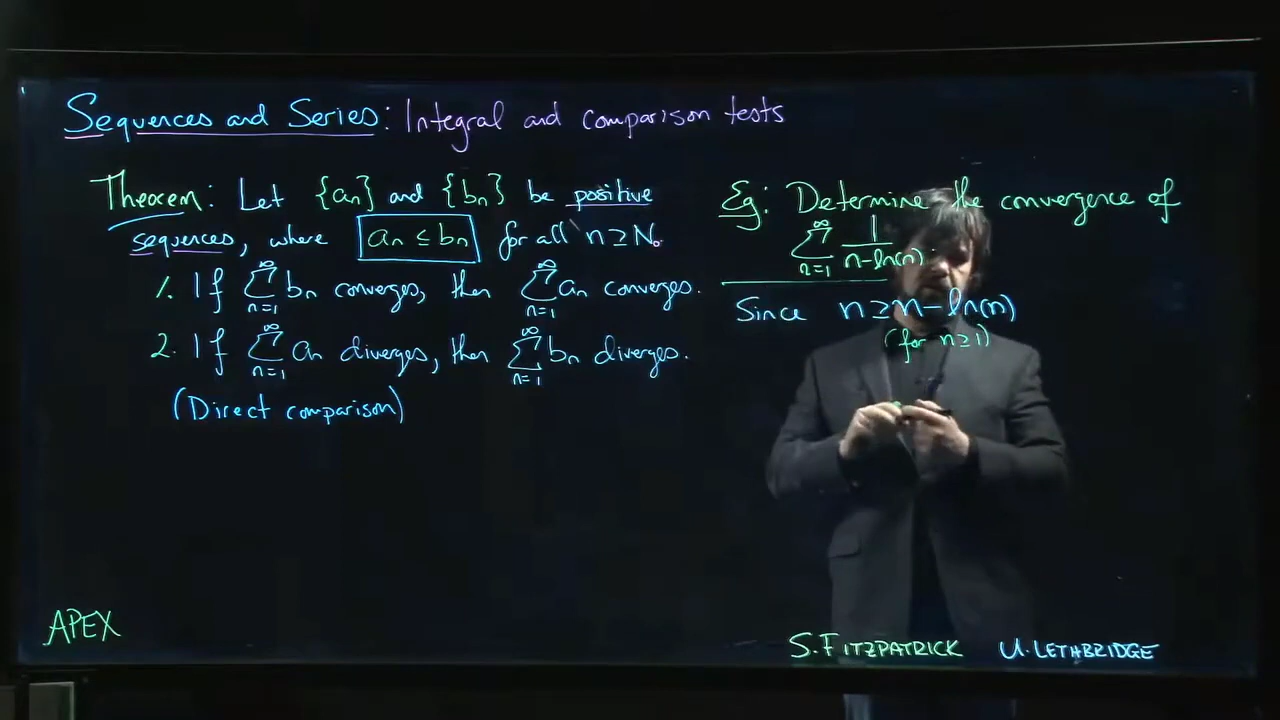 Sequences and Series: Integral and comparison tests
Theorem: Let {aₙ} and {bₙ} be positive
sequences, where aₙ ≤ bₙ for all n ≥ N.
1. If ∑_{n=1}^{∞} bₙ converges, then ∑_{n=1}^{∞} aₙ converges.
2. If ∑_{n=1}^{∞} aₙ diverges, then ∑_{n=1}^{∞} bₙ diverges.
(Direct comparison)
Eg: Determine the convergence of
∑_{n=1}^{∞} 1/(n-ln(n)).
Since n ≥ n - ln(n)
(for n ≥ 1)
APEX
S. FITZPATRICK U. LETHBRIDGE